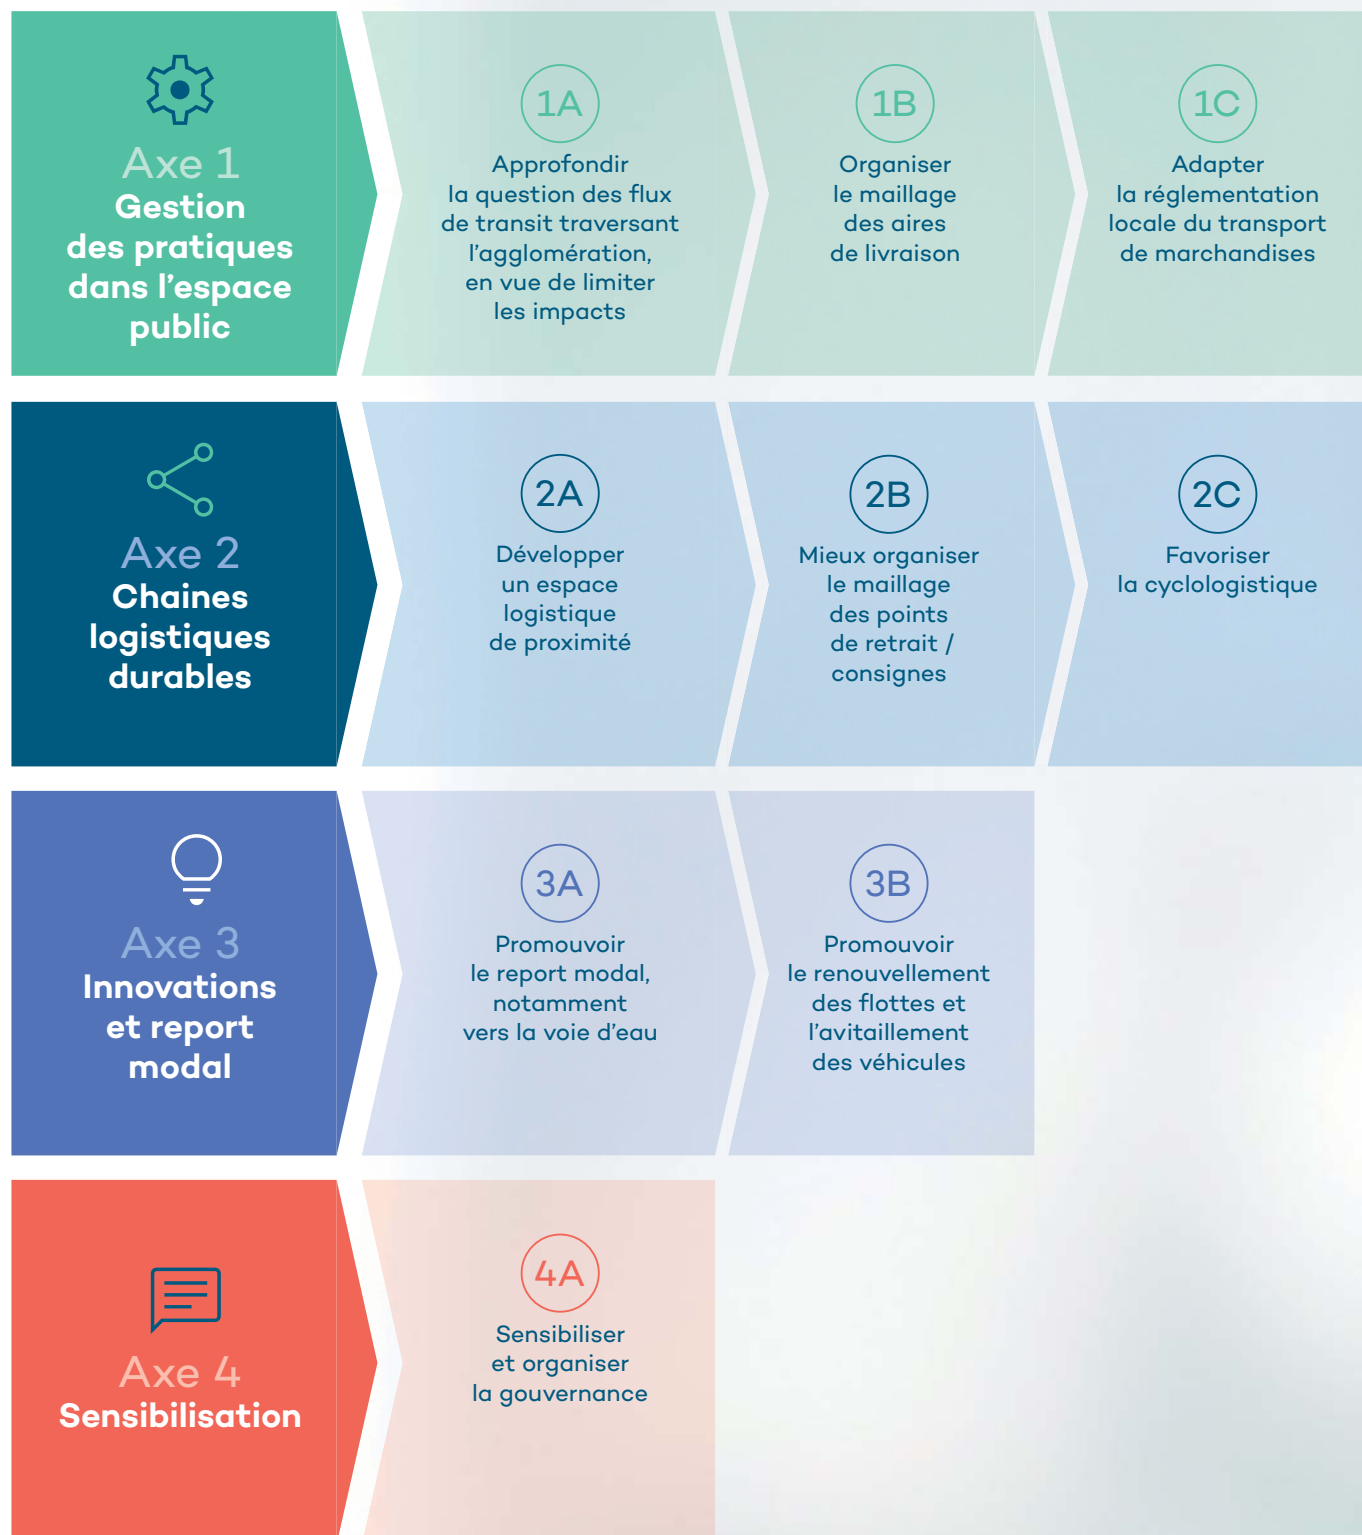 Axe 1
Gestion
des pratiques
dans l'espace
public
1A
Approfondir
la question des flux
de transit traversant
l'agglomération,
en vue de limiter
les impacts
1B
Organiser
le maillage
des aires
de livraison
1C
Adapter
la réglementation
locale du transport
de marchandises
Axe 2
Chaines
logistiques
durables
2A
Développer
un espace
logistique
de proximité
2B
Mieux organiser
le maillage
des points
de retrait /
consignes
2C
Favoriser
la cyclologistique
Axe 3
Innovations
et report
modal
3A
Promouvoir
le report modal,
notamment
vers la voie d'eau
3B
Promouvoir
le renouvellement
des flottes et
l'avitaillement
des véhicules
Axe 4
Sensibilisation
4A
Sensibiliser
et organiser
la gouvernance